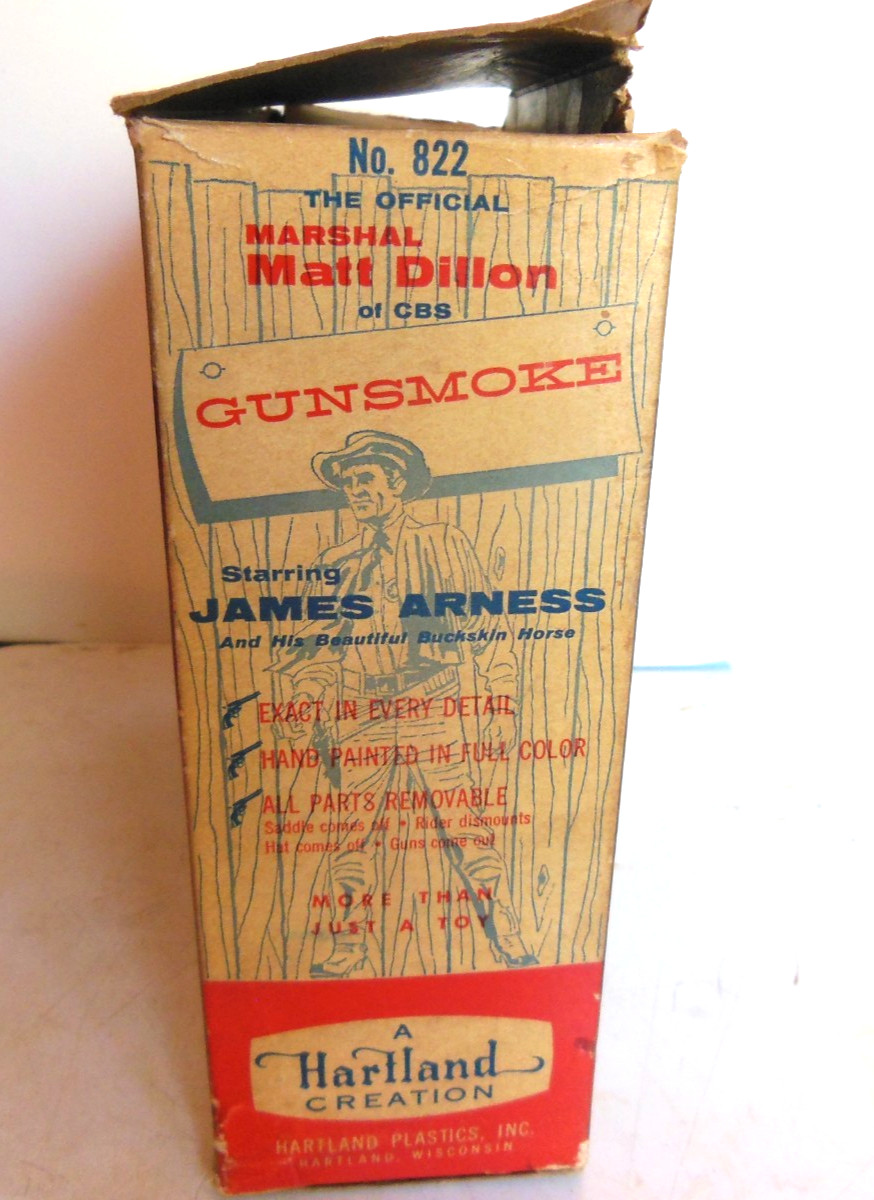 No. 822
THE OFFICIAL
MARSHAL
Matt Dillon
of CBS
GUNSMOKE
Starring
JAMES ARNESS
And His Beautiful Buckskin Horse
EXACT IN EVERY DETAIL
HAND PAINTED IN FULL COLOR
ALL PARTS REMOVABLE
Saddle comes off • Rider dismounts
Hat comes off • Guns come out
MORE THAN
JUST A TOY
A
Hartland
CREATION
HARTLAND PLASTICS, INC.
HARTLAND, WISCONSIN